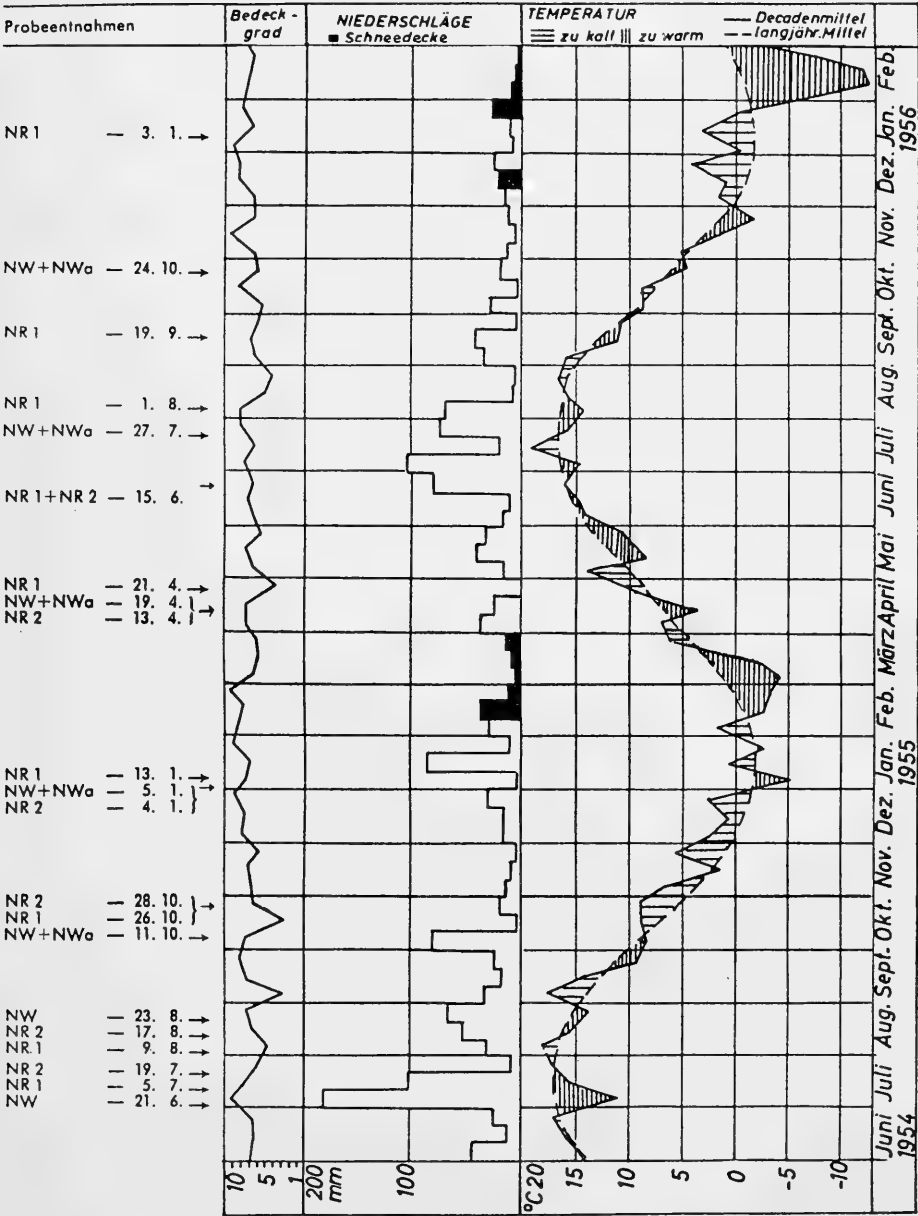 Probeentnahmen
Bedeck-
grad
NIEDERSCHLÄGE
■ Schneedecke
TEMPERATUR
zu kalt
zu warm
Decadenmittel
langjähr. Mittel
NR 1 — 3. 1. →
NW+NWa — 24. 10. →
NR 1 — 19. 9. →
NR 1 — 1. 8. →
NW+NWa — 27. 7. →
NR 1+NR 2 — 15. 6. →
NR 1 — 21. 4. →
NW+NWa — 19. 4. } →
NR 2 — 13. 4. }
NR 1 — 13. 1. →
NW+NWa — 5. 1. } →
NR 2 — 4. 1. }
NR 2 — 28. 10. } →
NR 1 — 26. 10. }
NW+NWa — 11. 10. →
NW — 23. 8. →
NR 2 — 17. 8. →
NR 1 — 9. 8. →
NR 2 — 19. 7. →
NR 1 — 5. 7. →
NW — 21. 6. →
10 5 1
200 100
mm
°C 20 15 10 5 0 -5 -10
Juni Juli Aug. Sept. Okt. Nov. Dez. Jan. Feb. März April Mai Juni Juli Aug. Sept. Okt. Nov. Dez. Jan. Feb.
1954 1955 1956